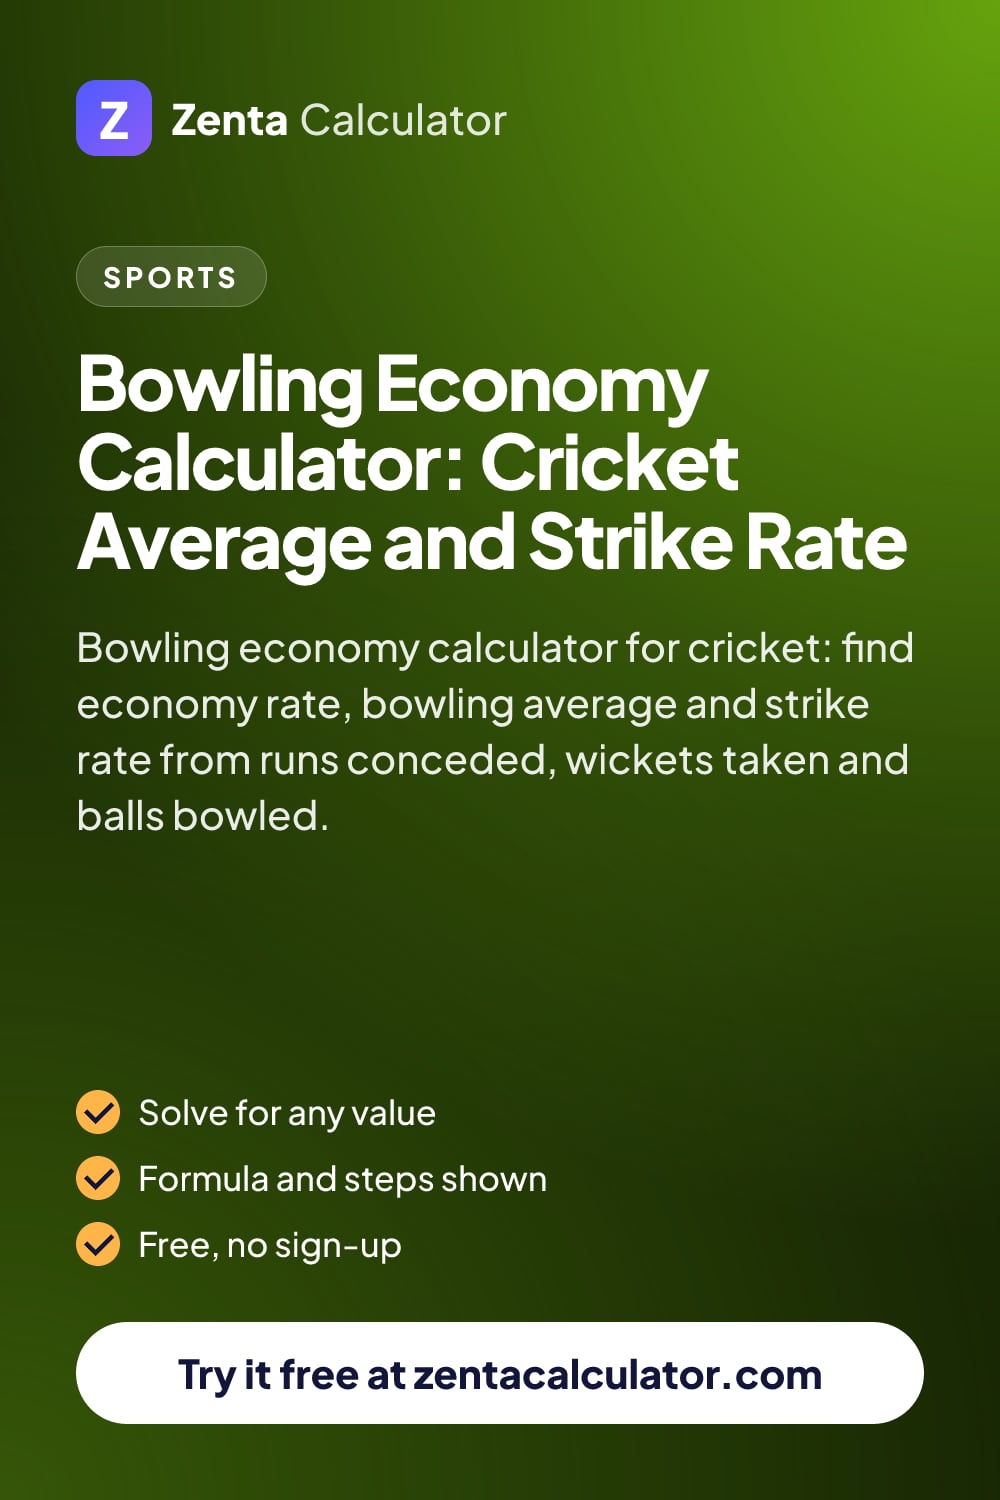 Z
Zenta Calculator
SPORTS
Bowling Economy
Calculator: Cricket
Average and Strike Rate
Bowling economy calculator for cricket: find
economy rate, bowling average and strike
rate from runs conceded, wickets taken and
balls bowled.
Solve for any value
Formula and steps shown
Free, no sign-up
Try it free at zentacalculator.com